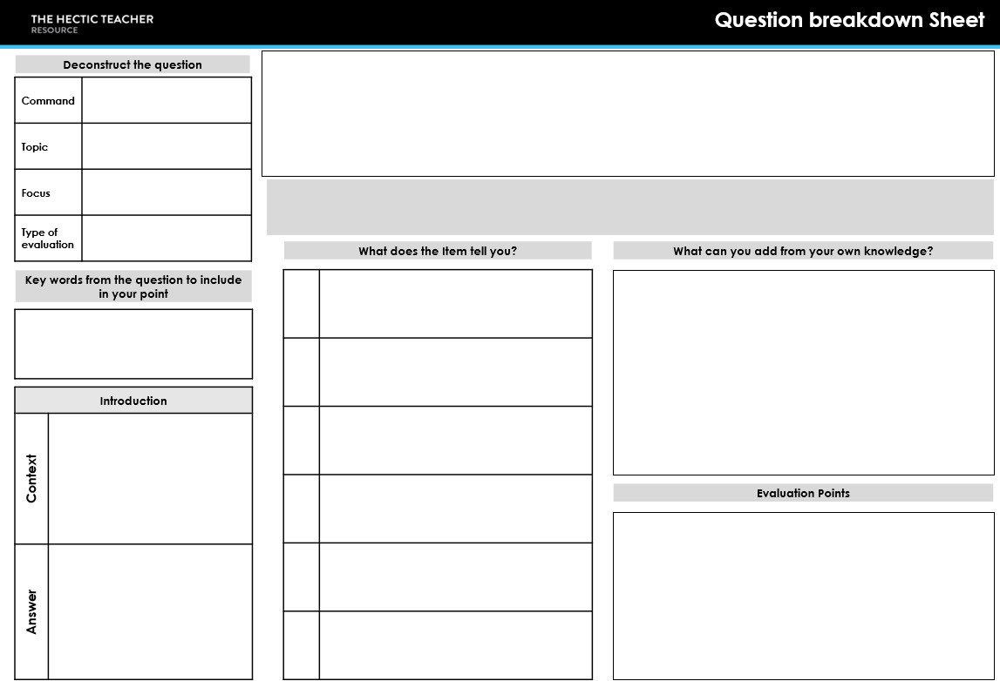 THE HECTIC TEACHER
RESOURCE
Question breakdown Sheet
Deconstruct the question
Command
Topic
Focus
Type of
evaluation
Key words from the question to include
in your point
Introduction
Context
Answer
What does the Item tell you?
What can you add from your own knowledge?
Evaluation Points